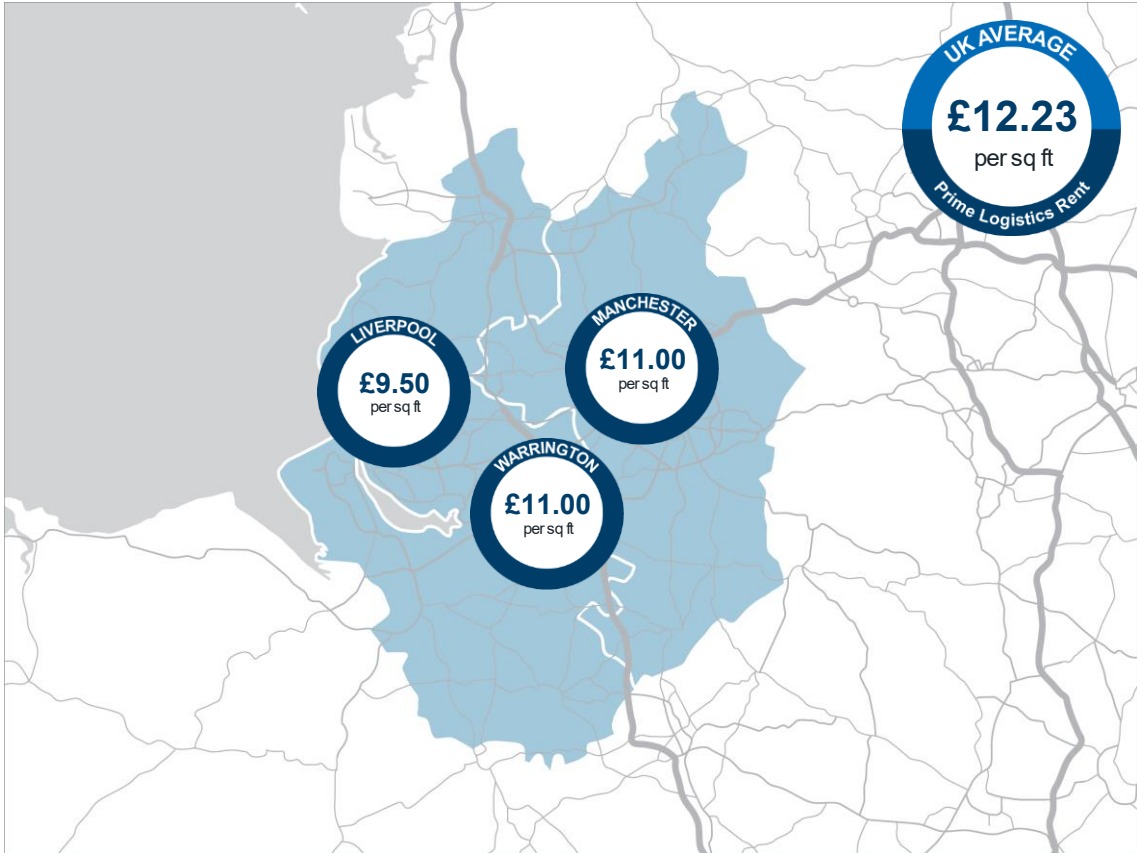 UK AVERAGE
£12.23
per sq ft
Prime Logistics Rent
LIVERPOOL
£9.50
per sq ft
MANCHESTER
£11.00
per sq ft
WARRINGTON
£11.00
per sq ft